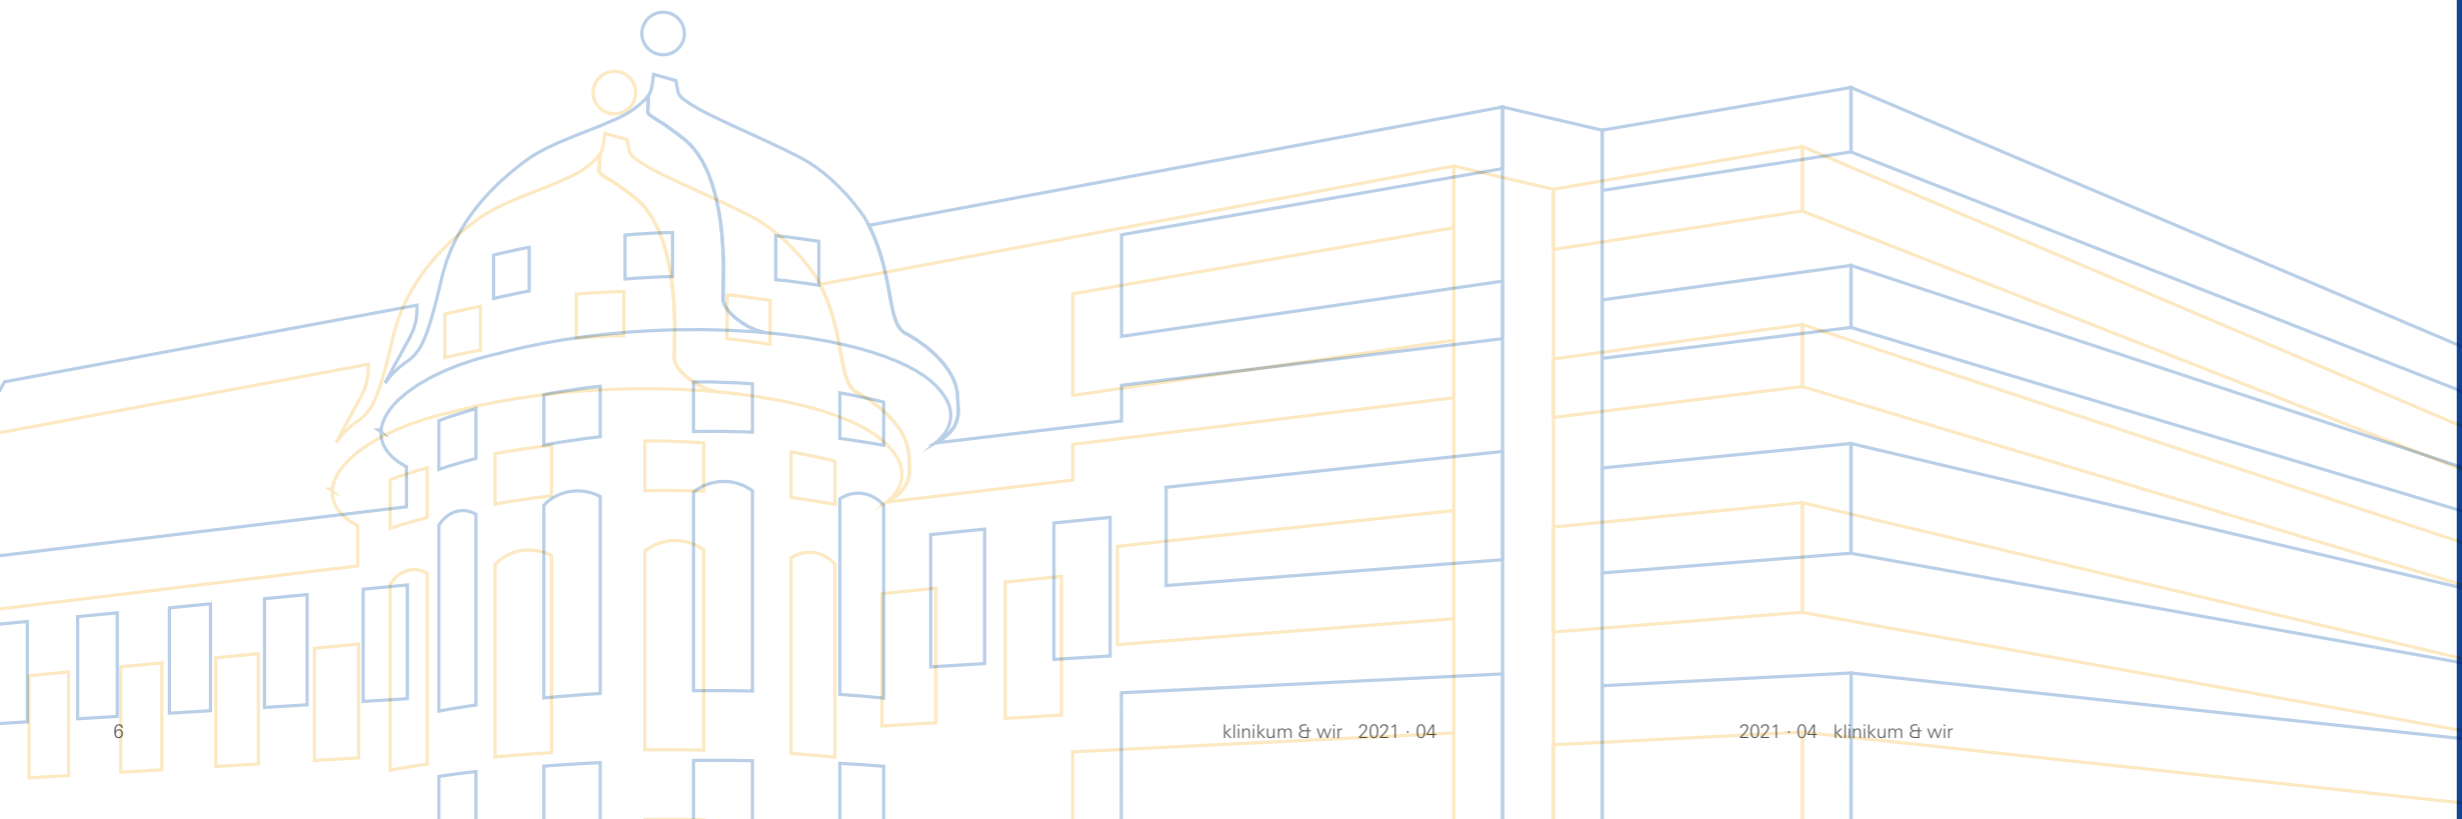 6
klinikum & wir 2021 · 04
2021 · 04 klinikum & wir